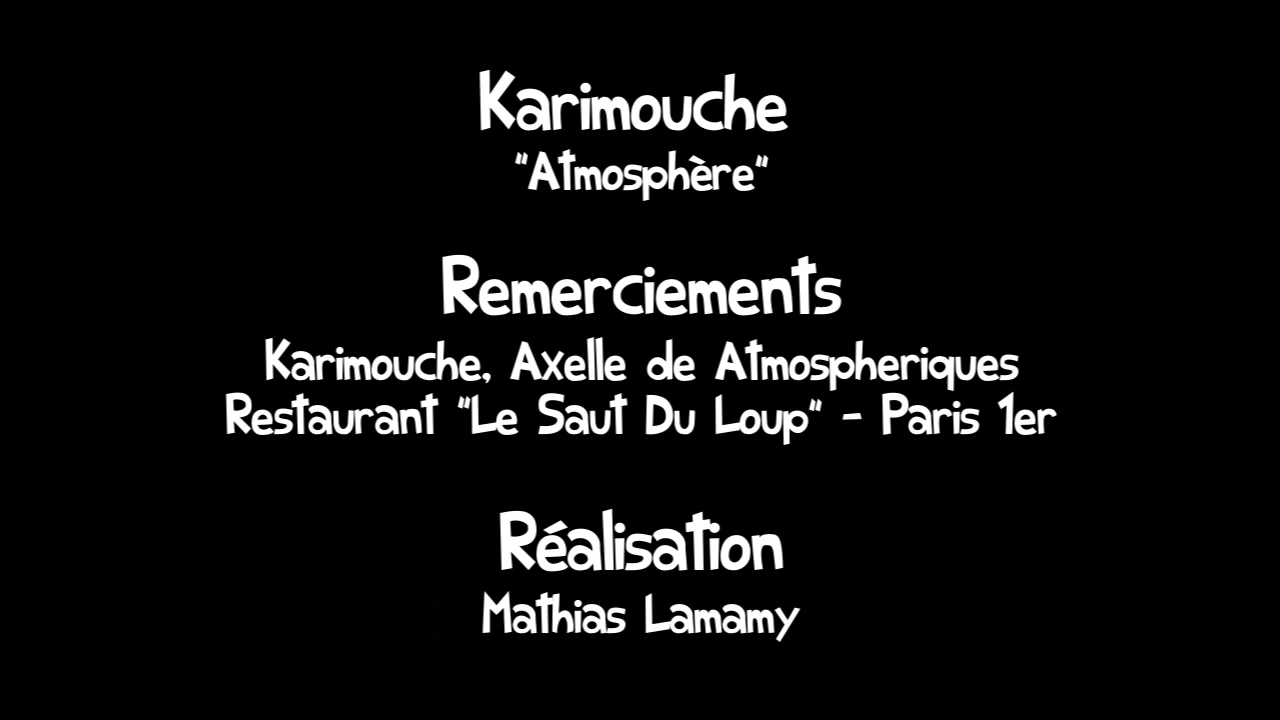 Karimouche
"Atmosphère"
Remerciements
Karimouche, Axelle de Atmospheriques
Restaurant "Le Saut Du Loup" - Paris 1er
Réalisation
Mathias Lamamy